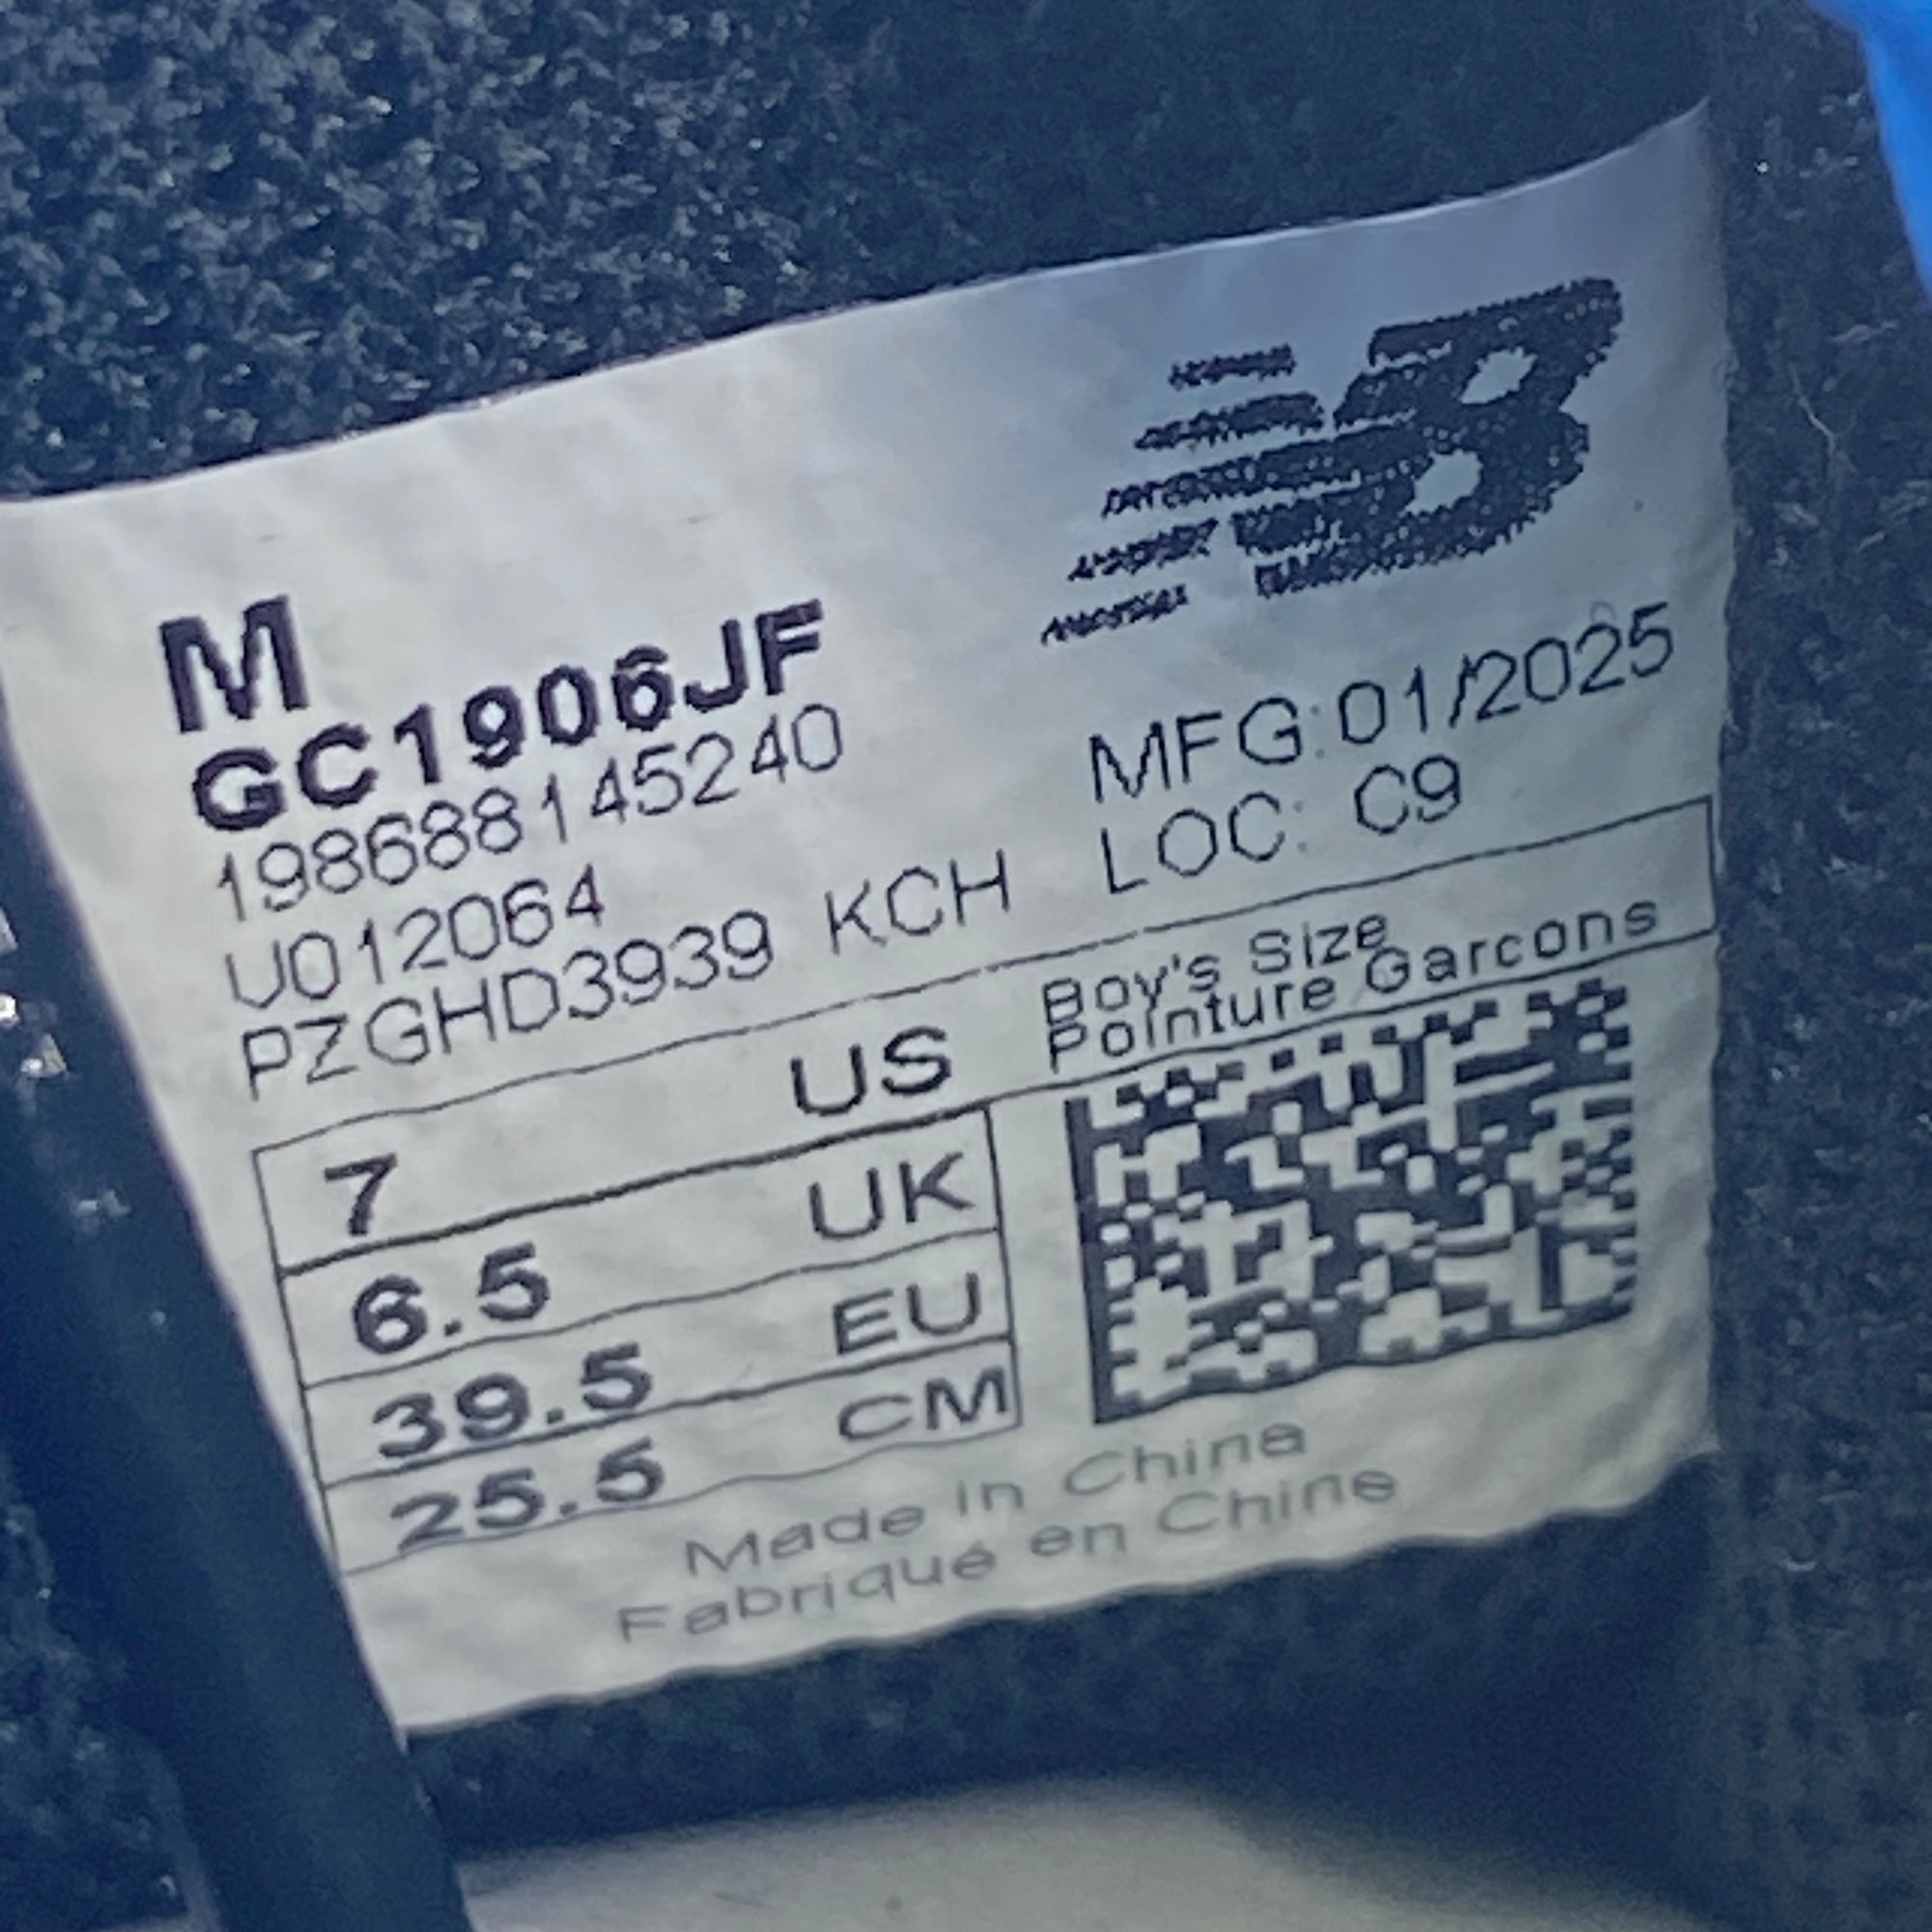 NB
M
GC1906JF
198688145240
U012064
PZGHD3939 KCH
MFG:01/2025
LOC: C9
Boy's Size
Pointure Garcons
7 US
6.5 UK
39.5 EU
25.5 CM
Made in China
Fabriqué en Chine